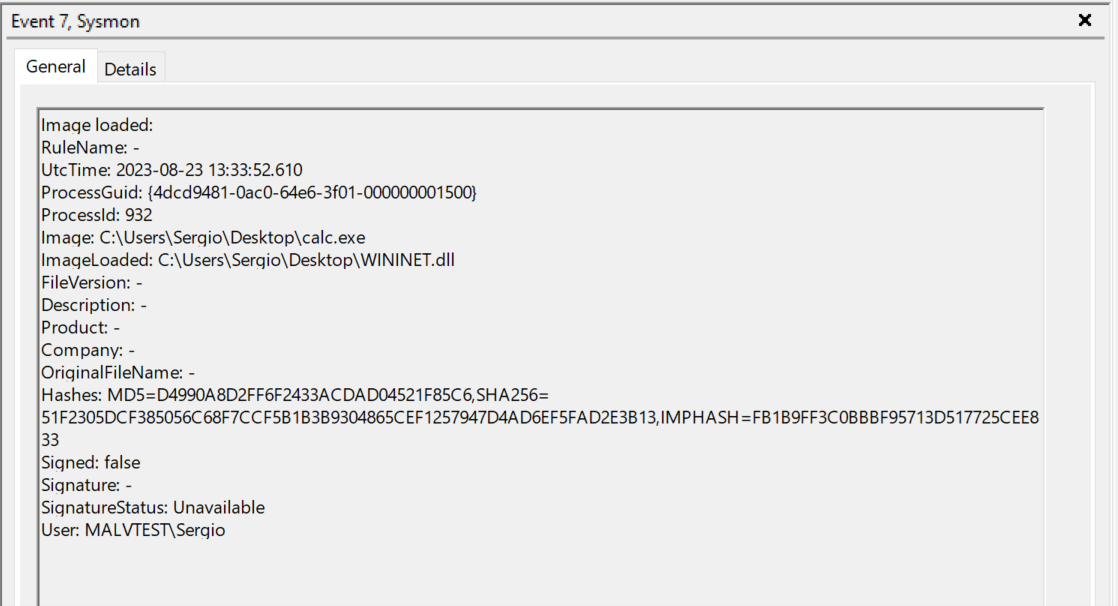 Event 7, Sysmon
General
Details
Image loaded:
RuleName: -
UtcTime: 2023-08-23 13:33:52.610
ProcessGuid: {4dcd9481-0ac0-64e6-3f01-000000001500}
ProcessId: 932
Image: C:\Users\Sergio\Desktop\calc.exe
ImageLoaded: C:\Users\Sergio\Desktop\WININET.dll
FileVersion: -
Description: -
Product: -
Company: -
OriginalFileName: -
Hashes: MD5=D4990A8D2FF6F2433ACDAD04521F85C6,SHA256=
51F2305DCF385056C68F7CCF5B1B3B9304865CEF1257947D4AD6EF5FAD2E3B13,IMPHASH=FB1B9FF3C0BBBF95713D517725CEE8
33
Signed: false
Signature: -
SignatureStatus: Unavailable
User: MALVTEST\Sergio